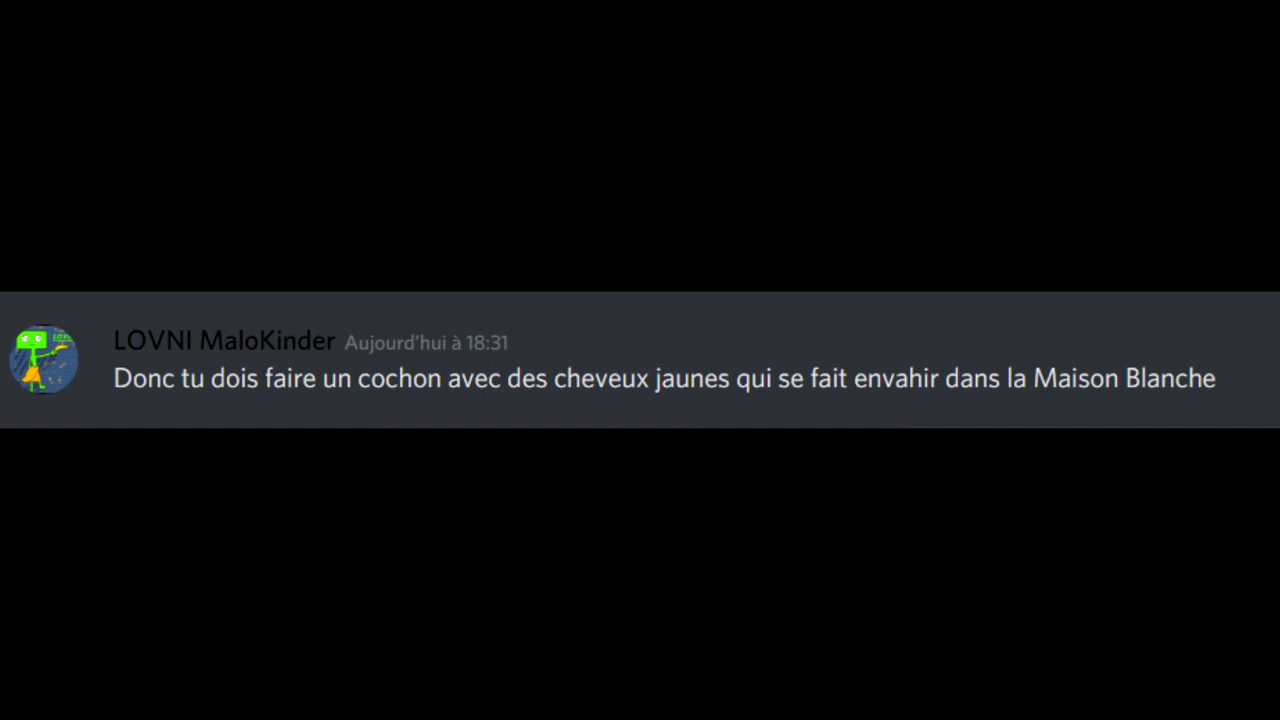 LOVNI MaloKinder Aujourd'hui à 18:31
Donc tu dois faire un cochon avec des cheveux jaunes qui se fait envahir dans la Maison Blanche